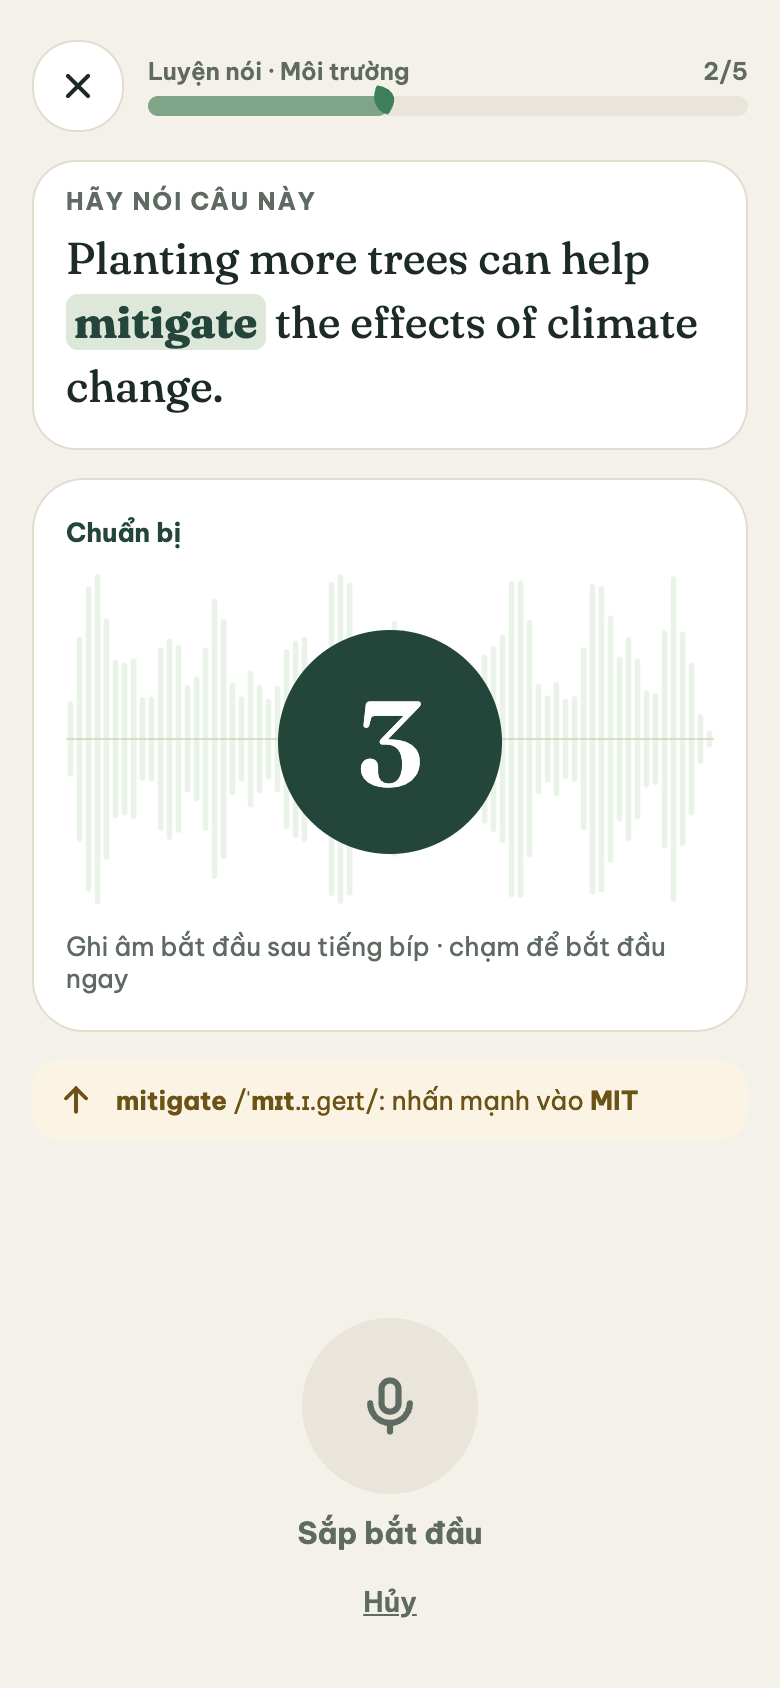 Luyện nói · Môi trường
2/5
HÃY NÓI CÂU NÀY
Planting more trees can help
mitigate the effects of climate
change.
Chuẩn bị
3
Ghi âm bắt đầu sau tiếng bíp · chạm để bắt đầu
ngay
mitigate /ˈmɪt.ɪ.ɡeɪt/: nhấn mạnh vào MIT
Sắp bắt đầu
Hủy